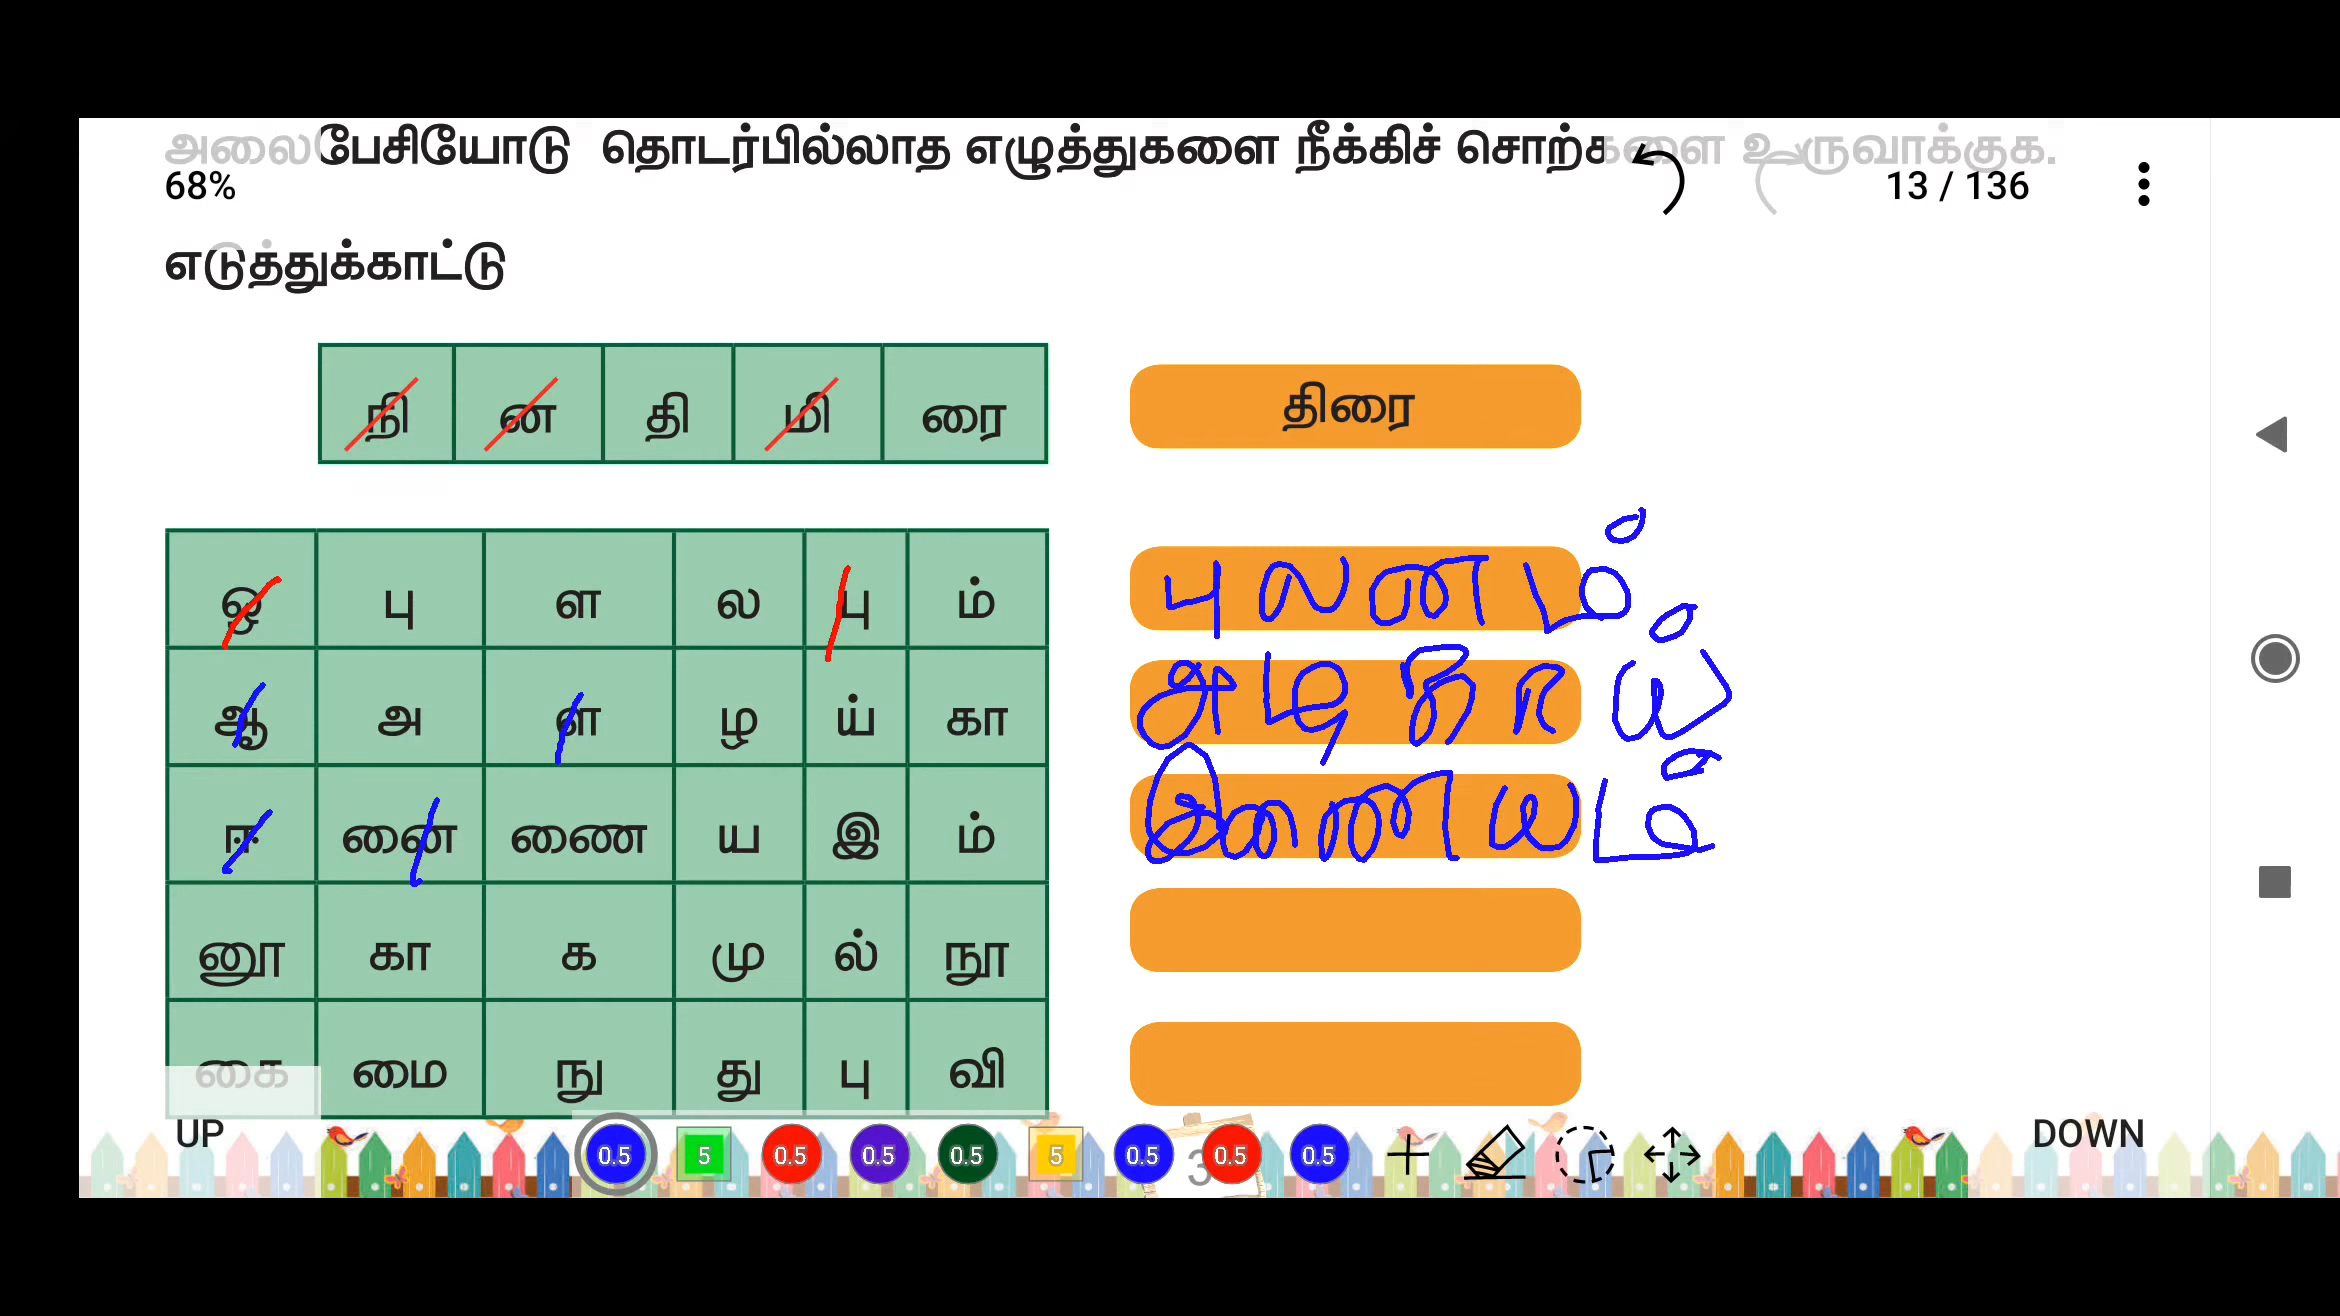 அலைபேசியோடு தொடர்பில்லாத எழுத்துகளை நீக்கிச் சொற்களை உருவாக்குக.
68% 13 / 136
எடுத்துக்காட்டு
நி ன தி மி ரை திரை
ஒ பு ள ல பு ம் புலனம்
ஆ அ ள ழ ய் கா
ஈ னை ணை ய இ ம் இணையம்
னூ கா க மு ல் நூ
கை மை நு து பு வி
UP 0.5 5 0.5 0.5 0.5 5 0.5 3 0.5 0.5 DOWN